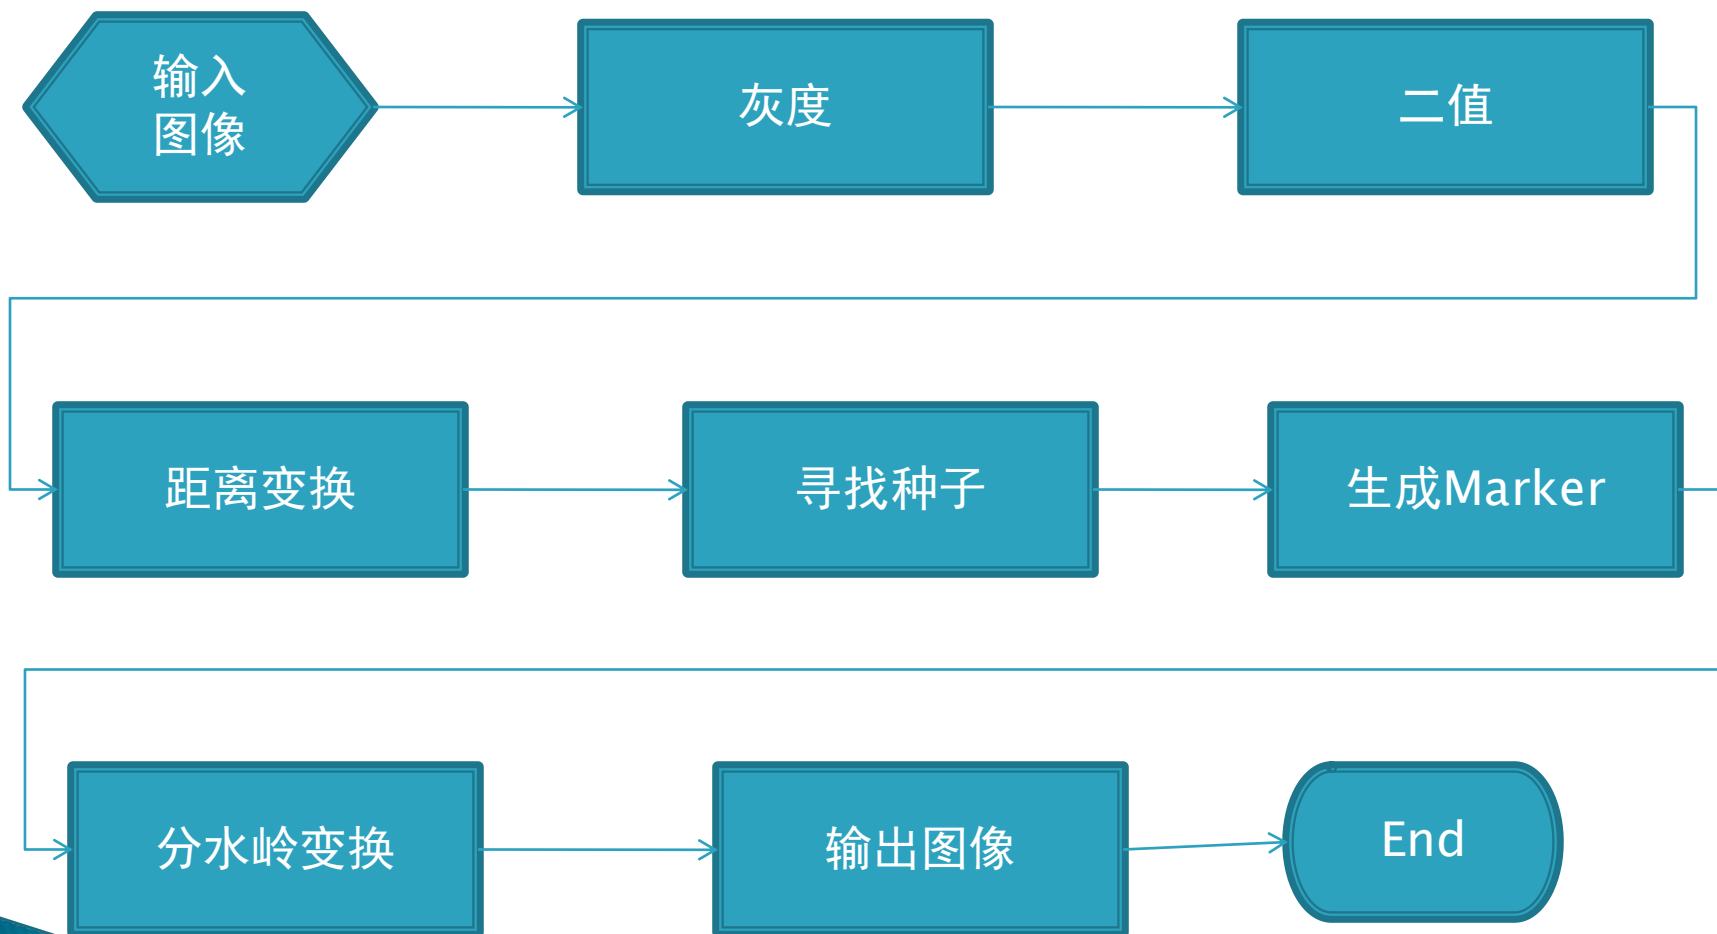 输入
图像
灰度
二值
距离变换
寻找种子
生成Marker
分水岭变换
输出图像
End